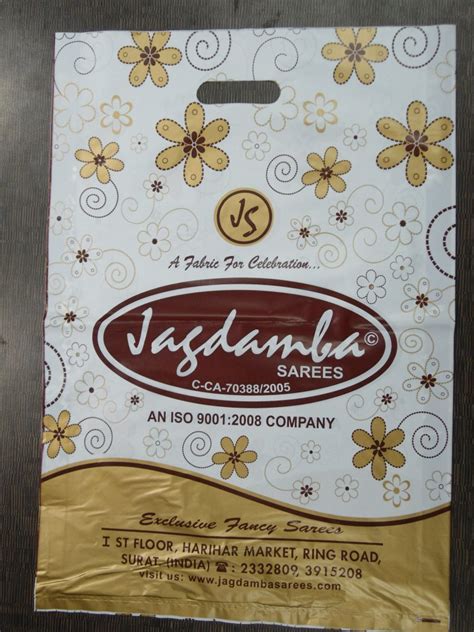 JS
A Fabric For Celebration...
Jagdamba ©
SAREES
C-CA-70388/2005
AN ISO 9001:2008 COMPANY
Exclusive Fancy Sarees
I ST FLOOR, HARIHAR MARKET, RING ROAD,
SURAT. (INDIA) ☎ : 2332809, 3915208
visit us: www.jagdambasarees.com